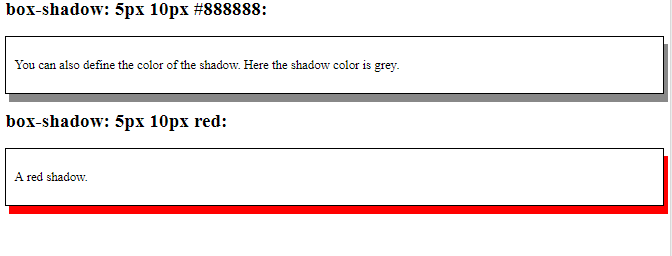 box-shadow: 5px 10px #888888:
You can also define the color of the shadow. Here the shadow color is grey.
box-shadow: 5px 10px red:
A red shadow.